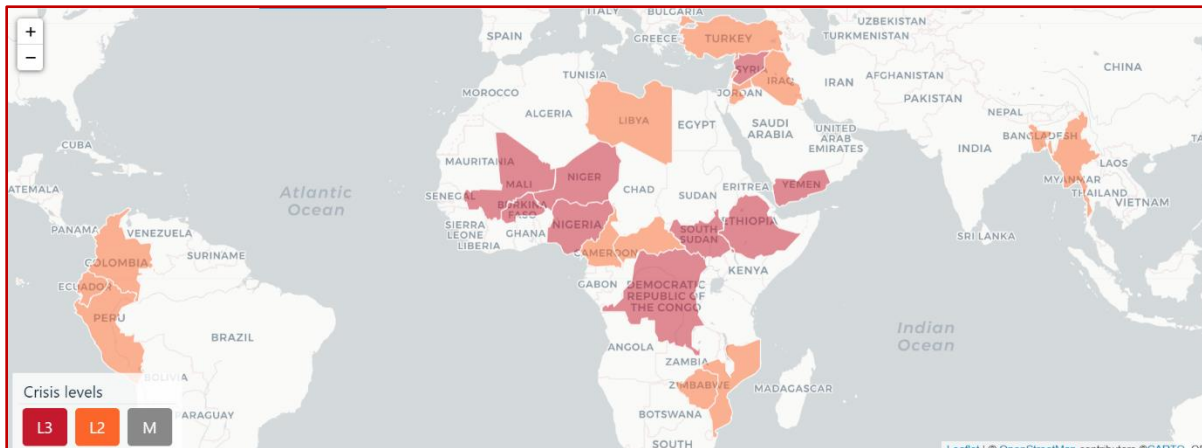 +
−
ITALY
BULGARIA
UZBEKISTAN
SPAIN
GREECE
TURKEY
TURKMENISTAN
TUNISIA
SYRIA
CHINA
MOROCCO
IRAQ
IRAN
AFGHANISTAN
JORDAN
PAKISTAN
ALGERIA
LIBYA
EGYPT
SAUDI
ARABIA
NEPAL
UNITED
ARAB
EMIRATES
BANGLADESH
CUBA
INDIA
LAOS
MAURITANIA
MYANMAR
ATEMALA
Atlantic
Ocean
MALI
NIGER
CHAD
SUDAN
ERITREA
YEMEN
THAILAND
SENEGAL
VIETNAM
BURKINA
FASO
PANAMA
VENEZUELA
SIERRA
LEONE
GHANA
NIGERIA
ETHIOPIA
SOUTH
SUDAN
SRI LANKA
LIBERIA
SURINAME
CAMEROON
COLOMBIA
KENYA
ECUADOR
GABON
DEMOCRATIC
REPUBLIC OF
THE CONGO
PERU
BRAZIL
Indian
Ocean
ANGOLA
ZAMBIA
BOLIVIA
ZIMBABWE
MADAGASCAR
Crisis levels
BOTSWANA
PARAGUAY
L3 L2 M
SOUTH
Leaflet | © OpenStreetMap contributors ©CARTO